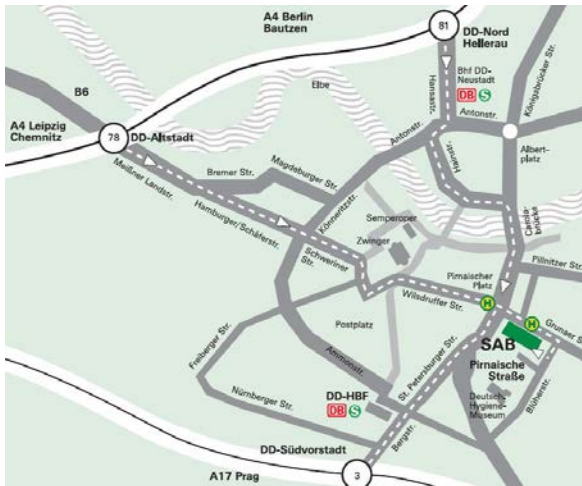 A4 Berlin
Bautzen
81
DD-Nord
Hellerau
B6
Elbe
Hansastr.
Bhf DD-
Neustadt
DB S
Königsbrücker Str.
A4 Leipzig
Chemnitz
78
DD-Altstadt
Antonstr.
Antonstr.
Hainstr.
Albert-
platz
Meißner Landstr.
Bremer Str.
Magdeburger Str.
Hamburger/Schäferstr.
Könneritzstr.
Semperoper
Zwinger
Carola-
brücke
Schweriner
Str.
Pirnaischer
Platz
Pillnitzer Str.
Wilsdruffer Str.
H
H
Grunser S
Freiberger Str.
Postplatz
SAB
Pirnaische
Straße
Ammonstr.
St. Petersburger Str.
Nürnberger Str.
DD-HBF
DB S
Deutsch.
Hygiene-
Museum
Blüherstr.
Bergstr.
DD-Südvorstadt
A17 Prag
3